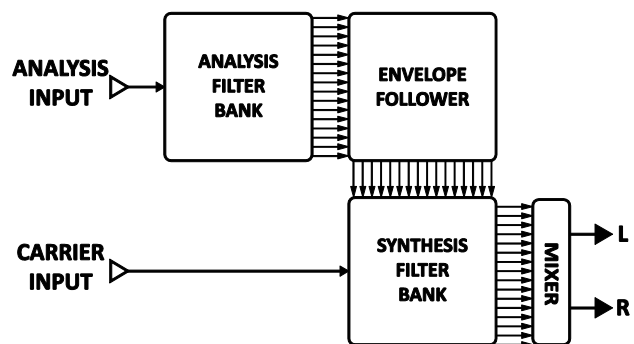 ANALYSIS
INPUT
ANALYSIS
FILTER
BANK
ENVELOPE
FOLLOWER
CARRIER
INPUT
SYNTHESIS
FILTER
BANK
MIXER
L
R